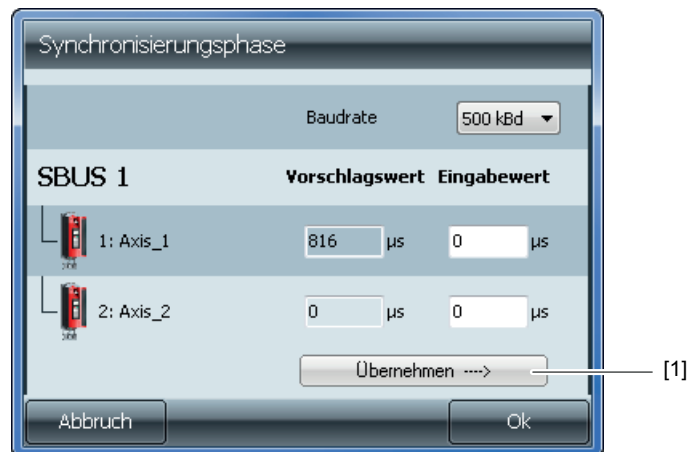 Synchronisierungsphase
Baudrate 500 kBd
SBUS 1 Vorschlagswert Eingabewert
1: Axis_1 816 µs 0 µs
2: Axis_2 0 µs 0 µs
Übernehmen ---->
[1]
Abbruch Ok